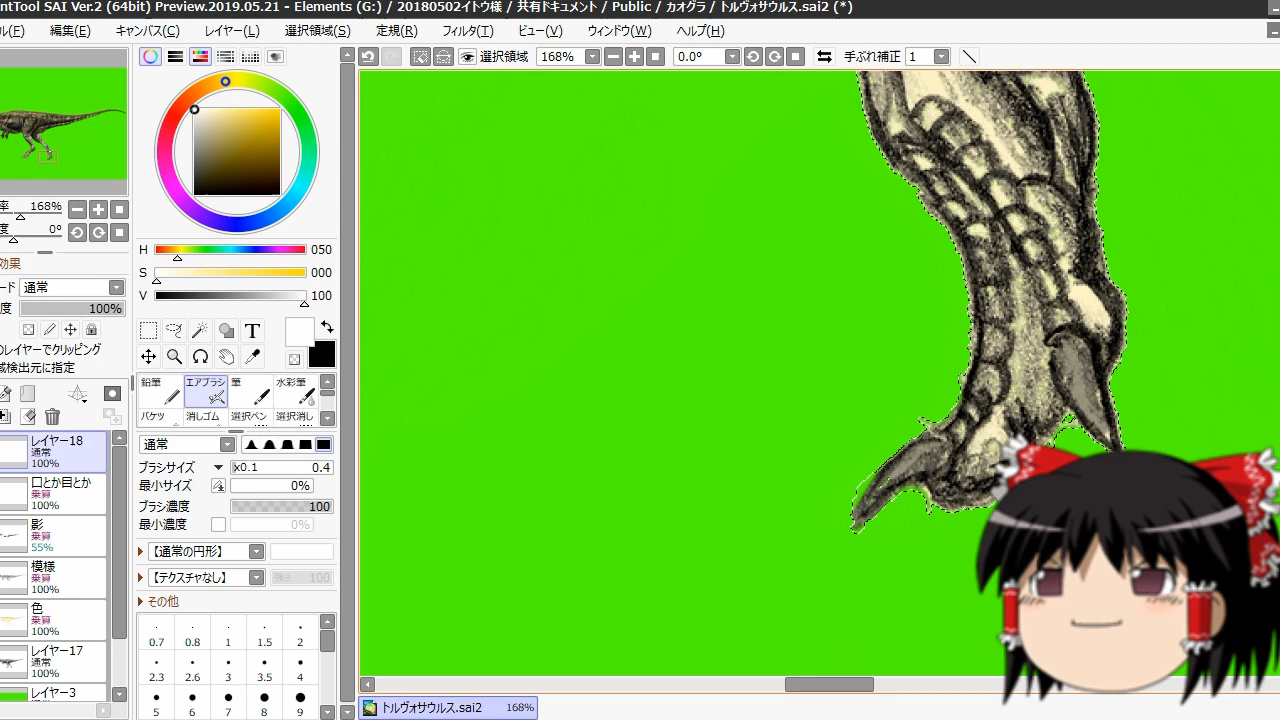 ntTool SAI Ver.2 (64bit) Preview.2019.05.21 - Elements (G:) / 20180502イトウ様 / 共有ドキュメント / Public / カオグラ / トルヴォサウルス.sai2 (*)
ル(F) 編集(E) キャンバス(C) レイヤー(L) 選択領域(S) 定規(R) フィルタ(T) ビュー(V) ウィンドウ(W) ヘルプ(H)
選択領域 168% 0.0° 手ぶれ補正 1
率 168%
度 0°
効果
ード 通常
度 100%
のレイヤーでクリッピング
域検出元に指定
H 050
S 000
V 100
T
鉛筆 エアブラシ 筆 水彩筆
バケツ 消しゴム 選択ペン 選択消し
通常
ブラシサイズ x0.1 0.4
最小サイズ 0%
ブラシ濃度 100
最小濃度 0%
【通常の円形】
【テクスチャなし】 強さ 100
その他
0.7 0.8 1 1.5 2
2.3 2.6 3 3.5 4
5 6 7 8 9
レイヤー18
通常
100%
口とか目とか
乗算
100%
影
乗算
55%
模様
乗算
100%
色
乗算
100%
レイヤー17
通常
100%
レイヤー3
トルヴォサウルス.sai2 168%